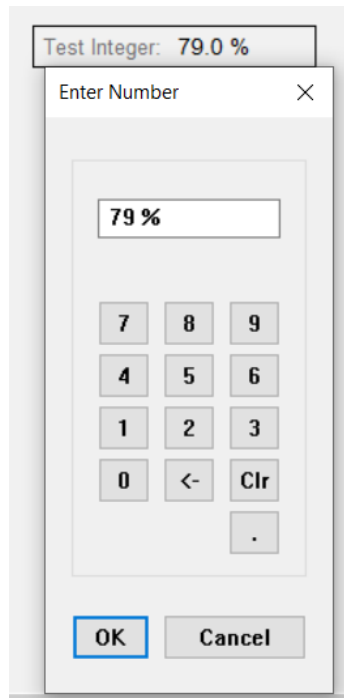 Test Integer: 79.0 %
Enter Number
79 %
7 8 9
4 5 6
1 2 3
0 <- Clr
.
OK Cancel